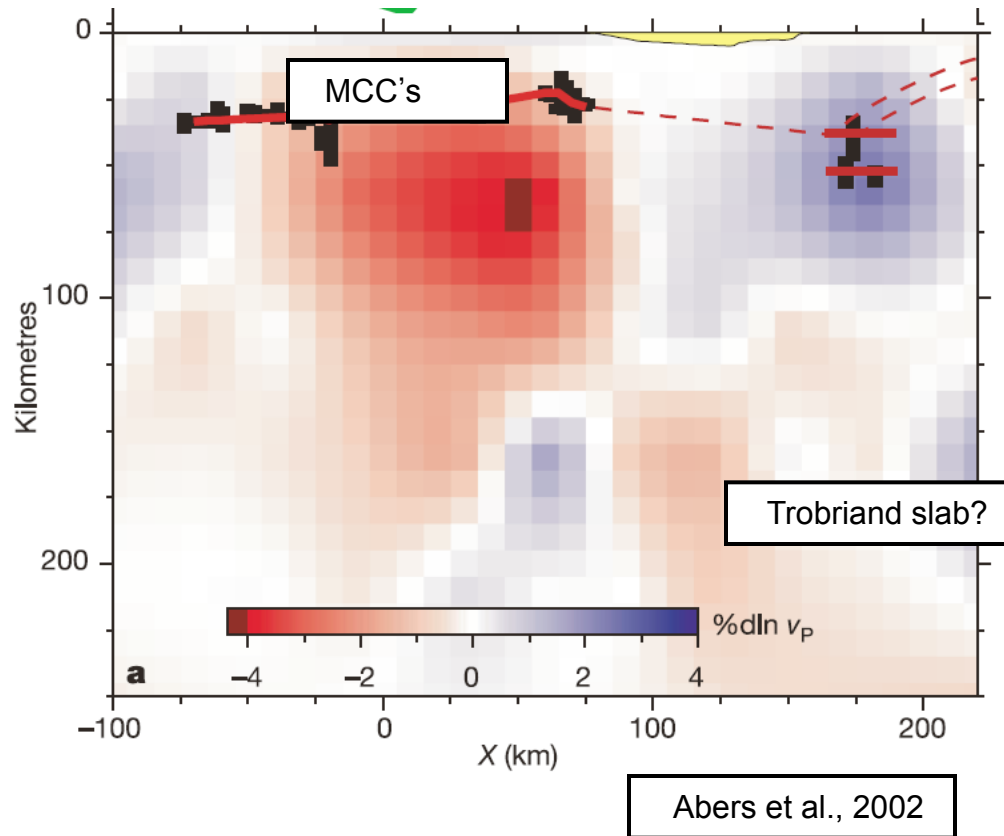 0
MCC's
100
Kilometres
Trobriand slab?
200
%dln vP
a
–4 –2 0 2 4
–100 0 100 200
X (km)
Abers et al., 2002